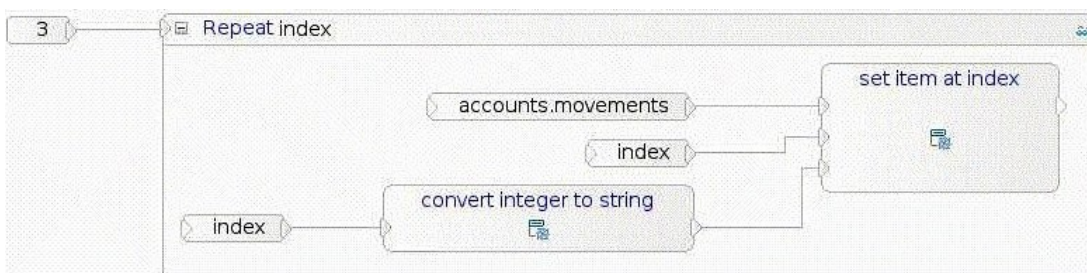 3
Repeat index
set item at index
accounts.movements
index
convert integer to string
index